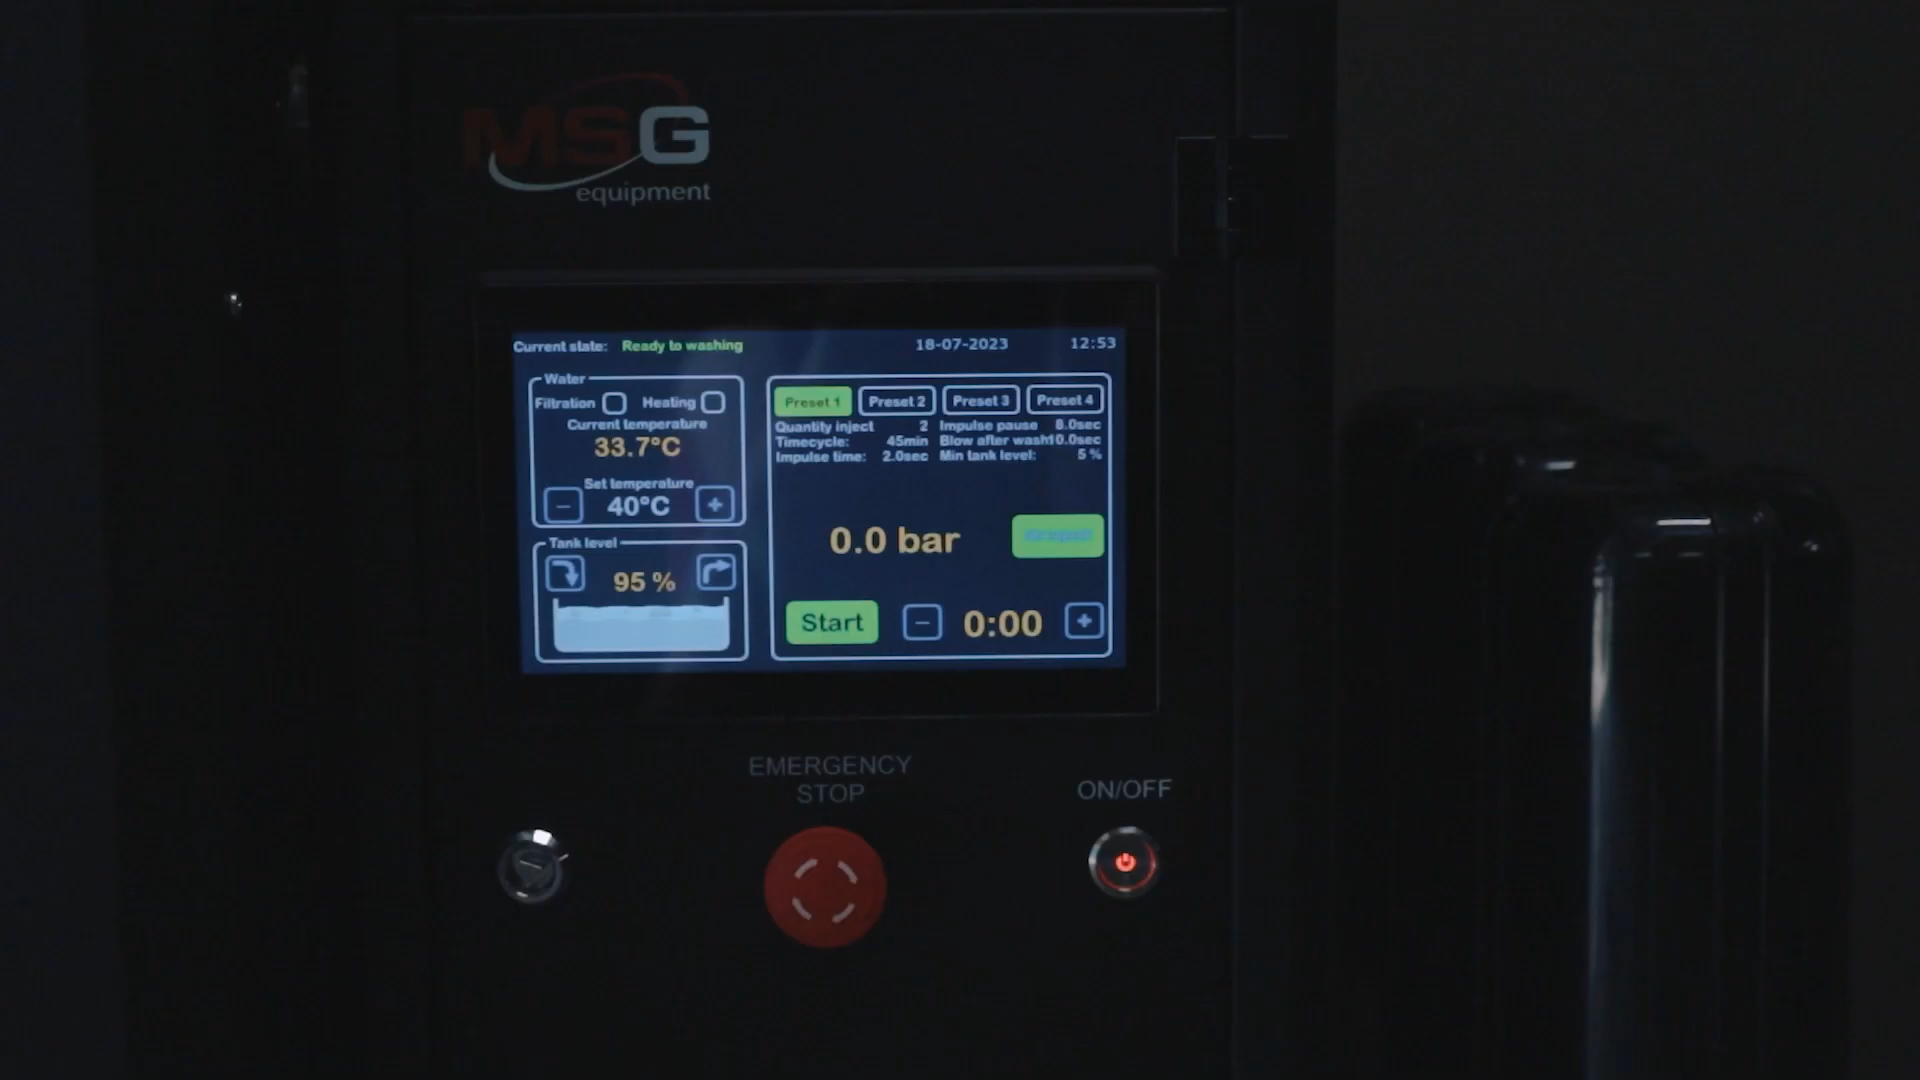 MSG
equipment
Current state: Ready to washing 18-07-2023 12:53
Water
Filtration Heating
Current temperature
33.7°C
Set temperature
− 40°C +
Tank level
95 %
Preset 1 Preset 2 Preset 3 Preset 4
Quantity inject 2 Impulse pause 8.0sec
Timecycle: 45min Blow after wash10.0sec
Impulse time: 2.0sec Min tank level: 5 %
0.0 bar
Start − 0:00 +
EMERGENCY
STOP
ON/OFF